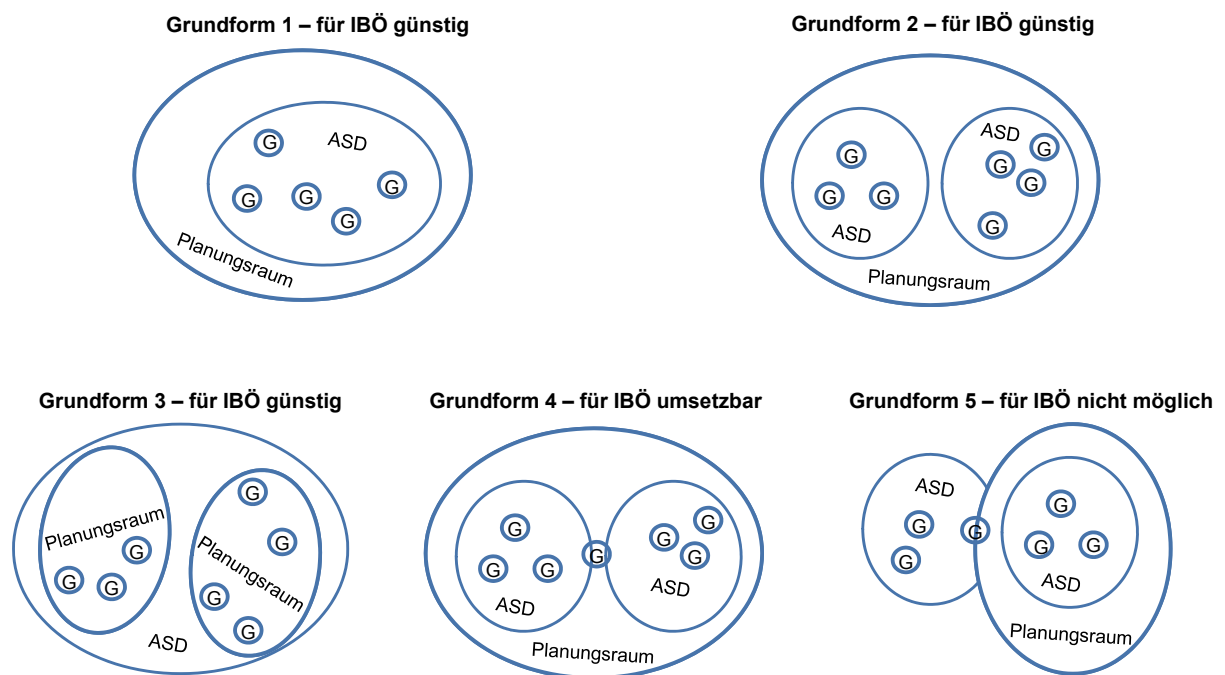 Grundform 1 – für IBÖ günstig
G
ASD
G
G
G
G
Planungsraum
Grundform 2 – für IBÖ günstig
ASD
G
G
G
G
G
G
G
ASD
Planungsraum
Grundform 3 – für IBÖ günstig
G
Planungsraum
G
G
G
G
Planungsraum
G
G
ASD
Grundform 4 – für IBÖ umsetzbar
G
G
G
G
G
G
G
ASD
ASD
Planungsraum
Grundform 5 – für IBÖ nicht möglich
ASD
G
G
G
G
G
G
ASD
Planungsraum